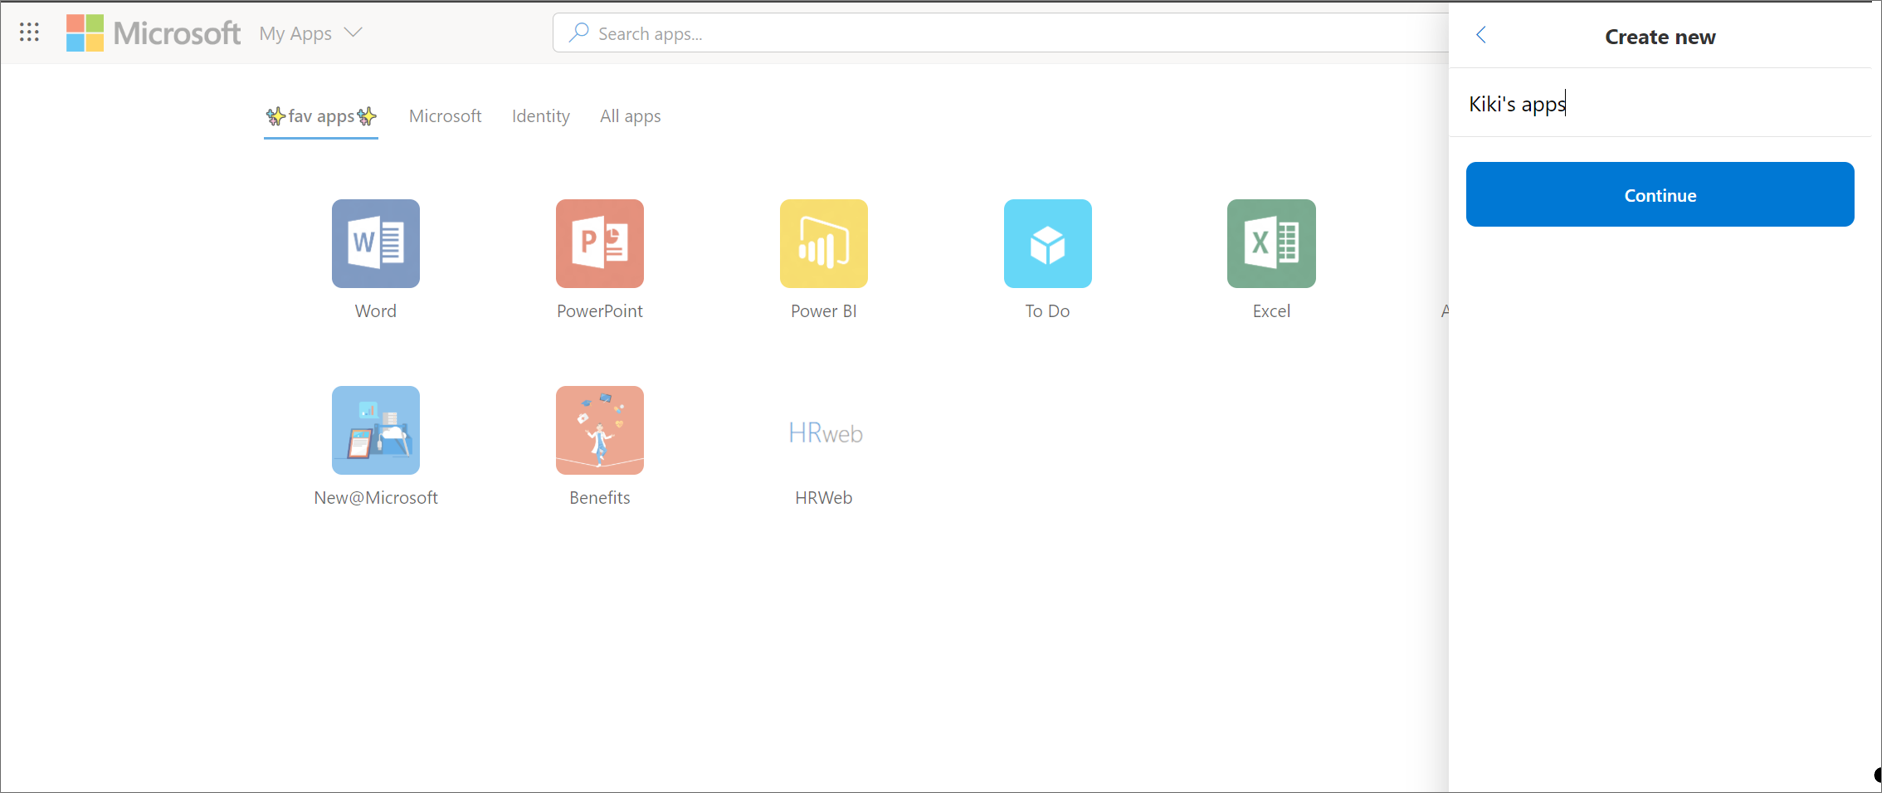 Microsoft My Apps
Search apps...
Create new
Kiki's apps
Continue
✨fav apps✨ Microsoft Identity All apps
W P X
Word PowerPoint Power BI To Do Excel A
HRweb
New@Microsoft Benefits HRWeb